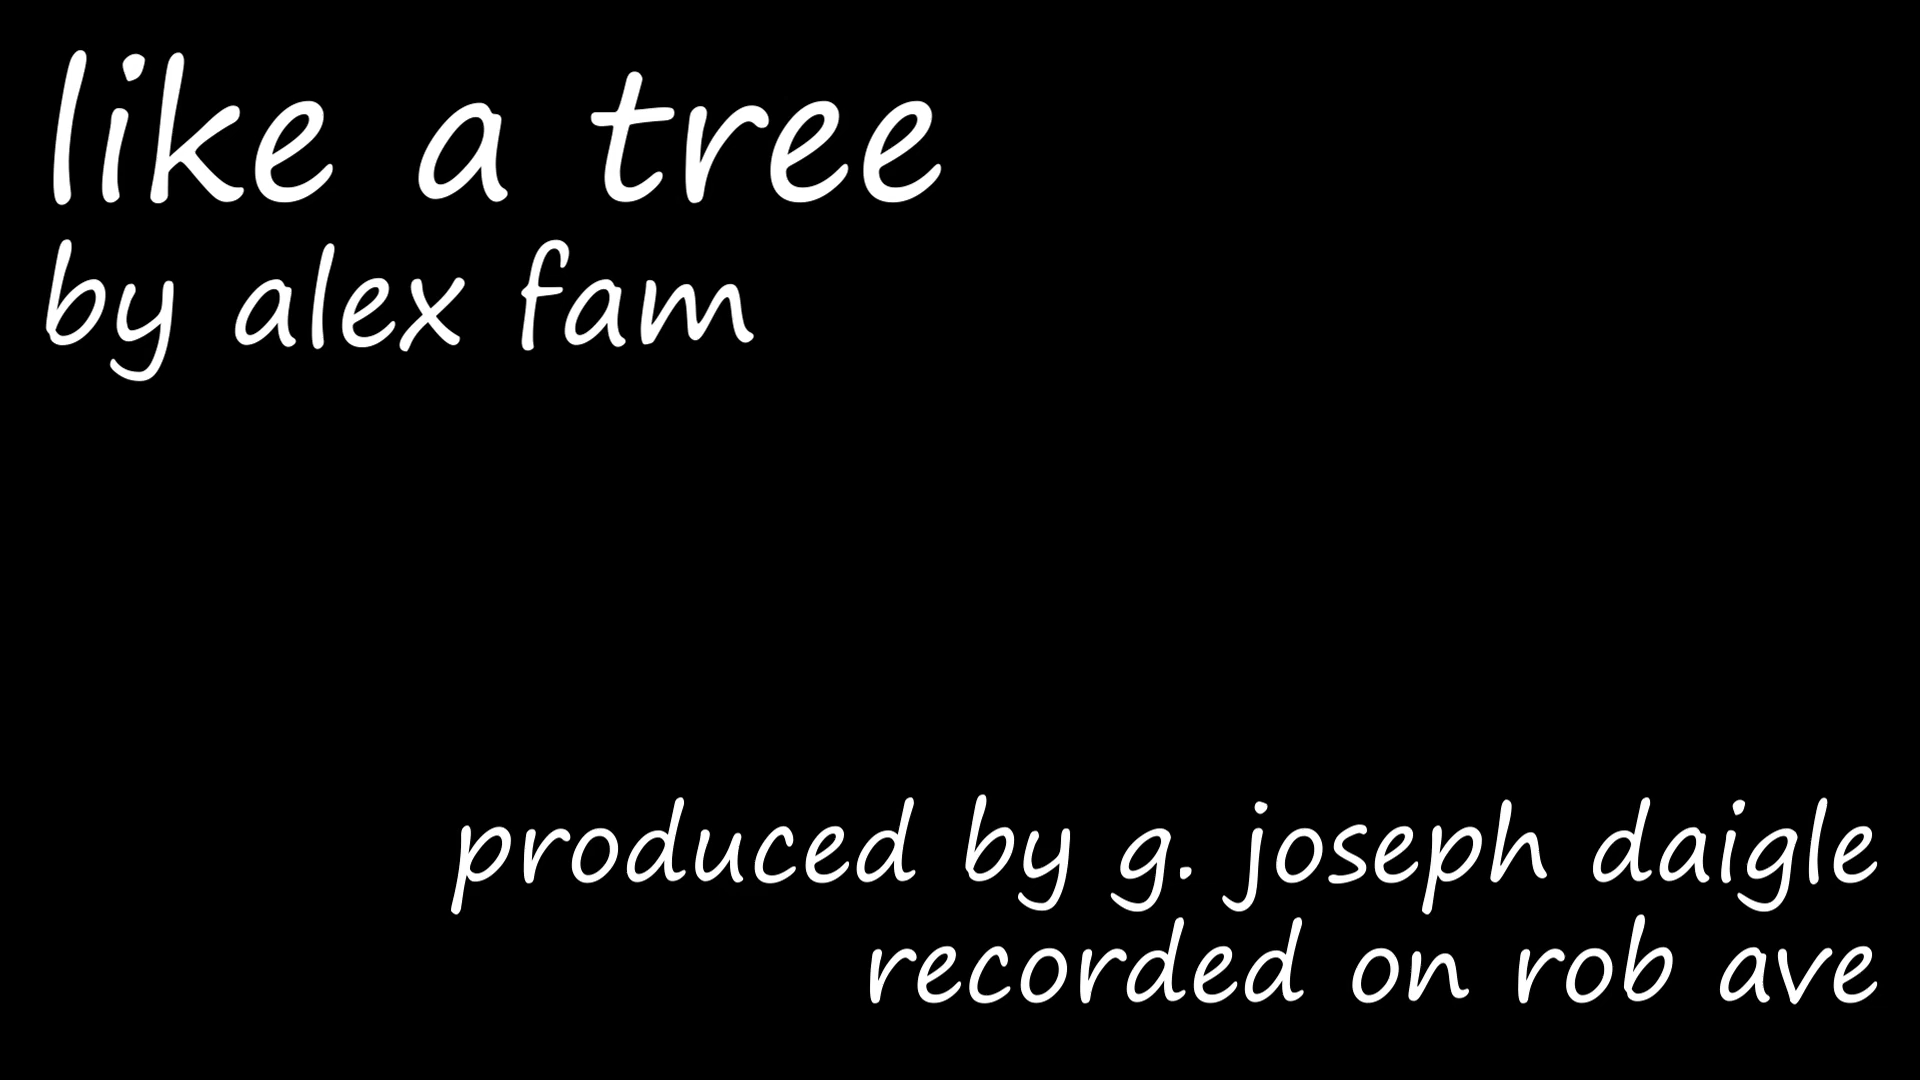 like a tree
by alex fam
produced by g. joseph daigle
recorded on rob ave